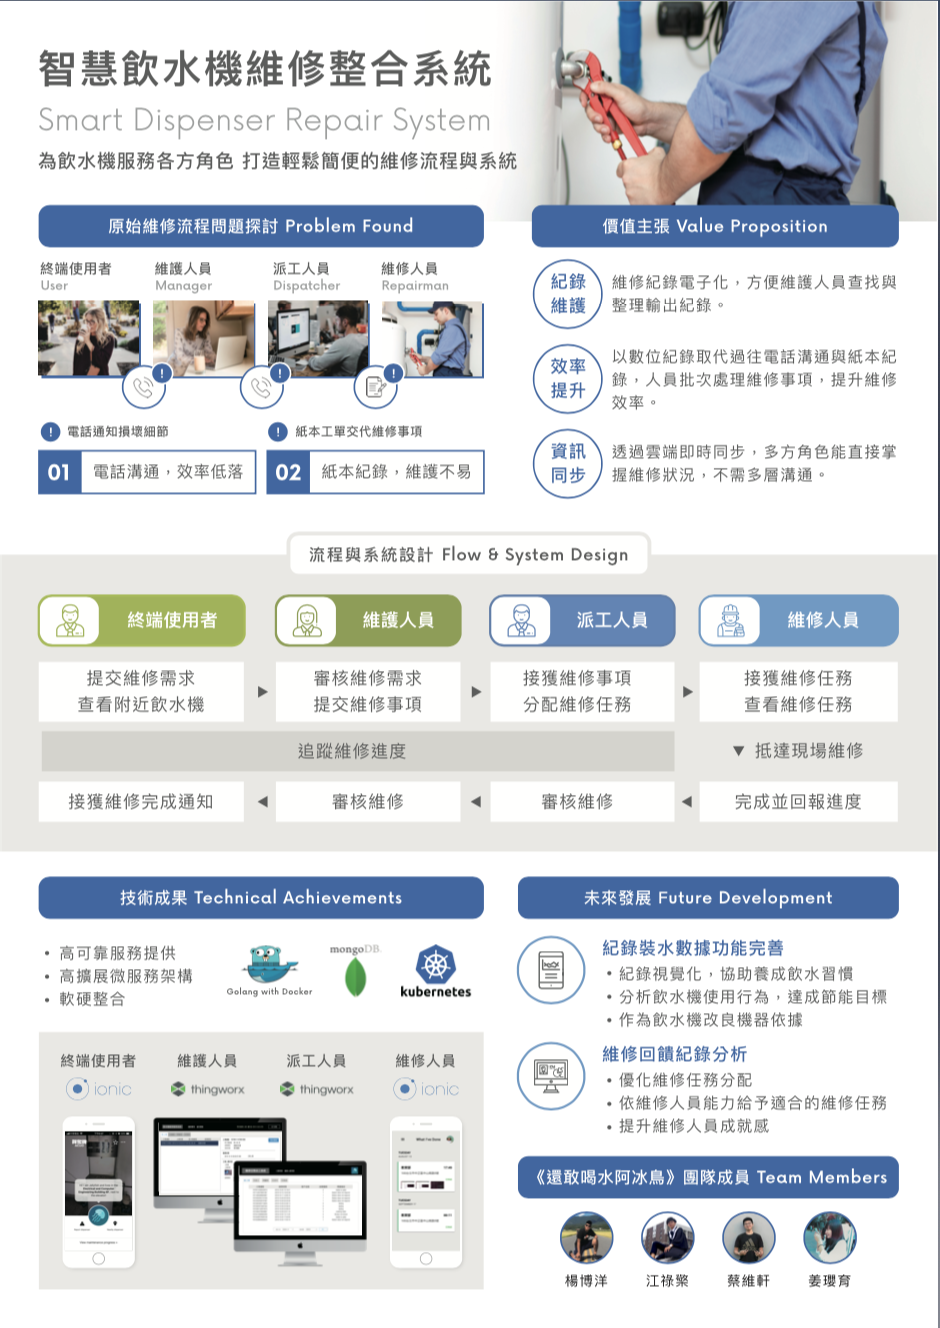 智慧飲水機維修整合系統
Smart Dispenser Repair System
為飲水機服務各方角色 打造輕鬆簡便的維修流程與系統
原始維修流程問題探討 Problem Found
終端使用者 維護人員 派工人員 維修人員
User Manager Dispatcher Repairman
! ! !
! 電話通知損壞細節 ! 紙本工單交代維修事項
01 電話溝通，效率低落 02 紙本紀錄，維護不易
價值主張 Value Proposition
紀錄
維護
維修紀錄電子化，方便維護人員查找與
整理輸出紀錄。
效率
提升
以數位紀錄取代過往電話溝通與紙本紀
錄，人員批次處理維修事項，提升維修
效率。
資訊
同步
透過雲端即時同步，多方角色能直接掌
握維修狀況，不需多層溝通。
流程與系統設計 Flow & System Design
終端使用者 維護人員 派工人員 維修人員
提交維修需求 審核維修需求 接獲維修事項 接獲維修任務
查看附近飲水機 提交維修事項 分配維修任務 查看維修任務
追蹤維修進度 ▼ 抵達現場維修
接獲維修完成通知 審核維修 審核維修 完成並回報進度
技術成果 Technical Achievements
• 高可靠服務提供
• 高擴展微服務架構
• 軟硬整合
Golang with Docker
mongoDB
kubernetes
終端使用者 維護人員 派工人員 維修人員
ionic thingworx thingworx ionic
What I've Done
未來發展 Future Development
紀錄裝水數據功能完善
• 紀錄視覺化，協助養成飲水習慣
• 分析飲水機使用行為，達成節能目標
• 作為飲水機改良機器依據
維修回饋紀錄分析
• 優化維修任務分配
• 依維修人員能力給予適合的維修任務
• 提升維修人員成就感
《還敢喝水阿冰鳥》團隊成員 Team Members
楊博洋 江祿榮 蔡維軒 姜瓔育